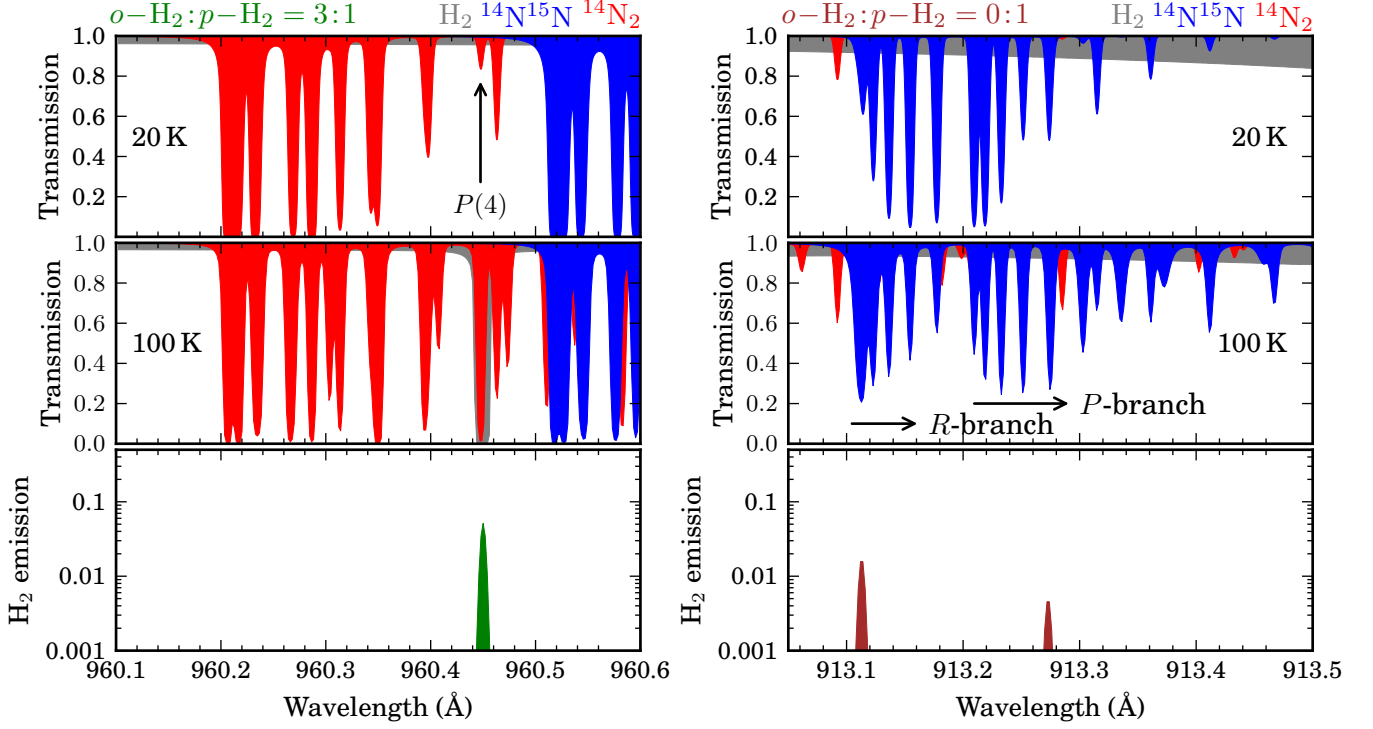 o−H₂:p−H₂ = 3:1 H₂ ¹⁴N¹⁵N ¹⁴N₂
o−H₂:p−H₂ = 0:1 H₂ ¹⁴N¹⁵N ¹⁴N₂
1.0
0.8
0.6
0.4
0.2
Transmission
20 K
P(4)
1.0
0.8
0.6
0.4
0.2
Transmission
20 K
1.0
0.8
0.6
0.4
0.2
0.0
Transmission
100 K
1.0
0.8
0.6
0.4
0.2
0.0
Transmission
100 K
P-branch
R-branch
0.1
0.01
0.001
H₂ emission
960.1 960.2 960.3 960.4 960.5 960.6
Wavelength (Å)
0.1
0.01
0.001
H₂ emission
913.1 913.2 913.3 913.4 913.5
Wavelength (Å)